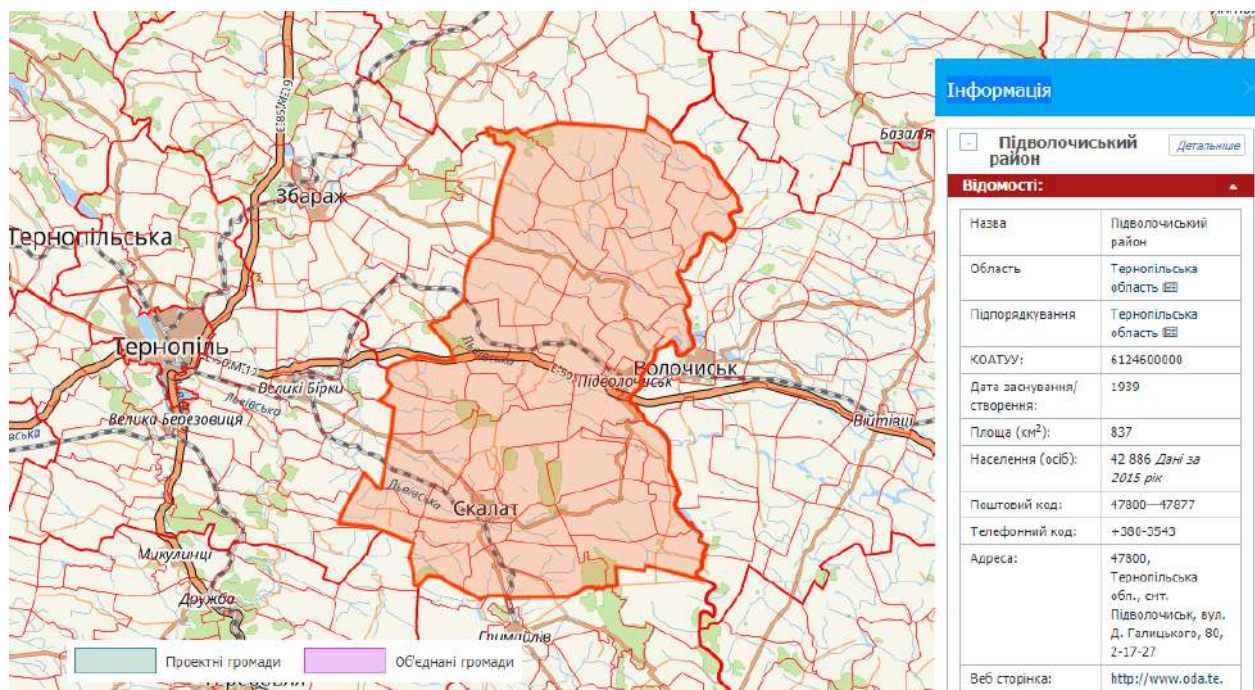 Базалія
Збараж
E-85,M-19
Тернопільська
Тернопіль
Великі Бірки
Львівська
Велика Березовиця
Підволочиськ
Волочиськ
Війтівці
Львівська
Скалат
Микулинці
Дружба
Гримайлів
Проектні громади
Об'єднані громади
Інформація
- Підволочиський район Детальніше
Відомості:
Назва Підволочиський
район
Область Тернопільська
область
Підпорядкування Тернопільська
область
КОАТУУ: 6124600000
Дата заснування/ 1939
створення:
Площа (км²): 837
Населення (осіб): 42 886 Дані за
2015 рік
Поштовий код: 47800—47877
Телефонний код: +380-3543
Адреса: 47800,
Тернопільська
обл., смт.
Підволочиськ, вул.
Д. Галицького, 80,
2-17-27
Веб сторінка: http://www.oda.te.